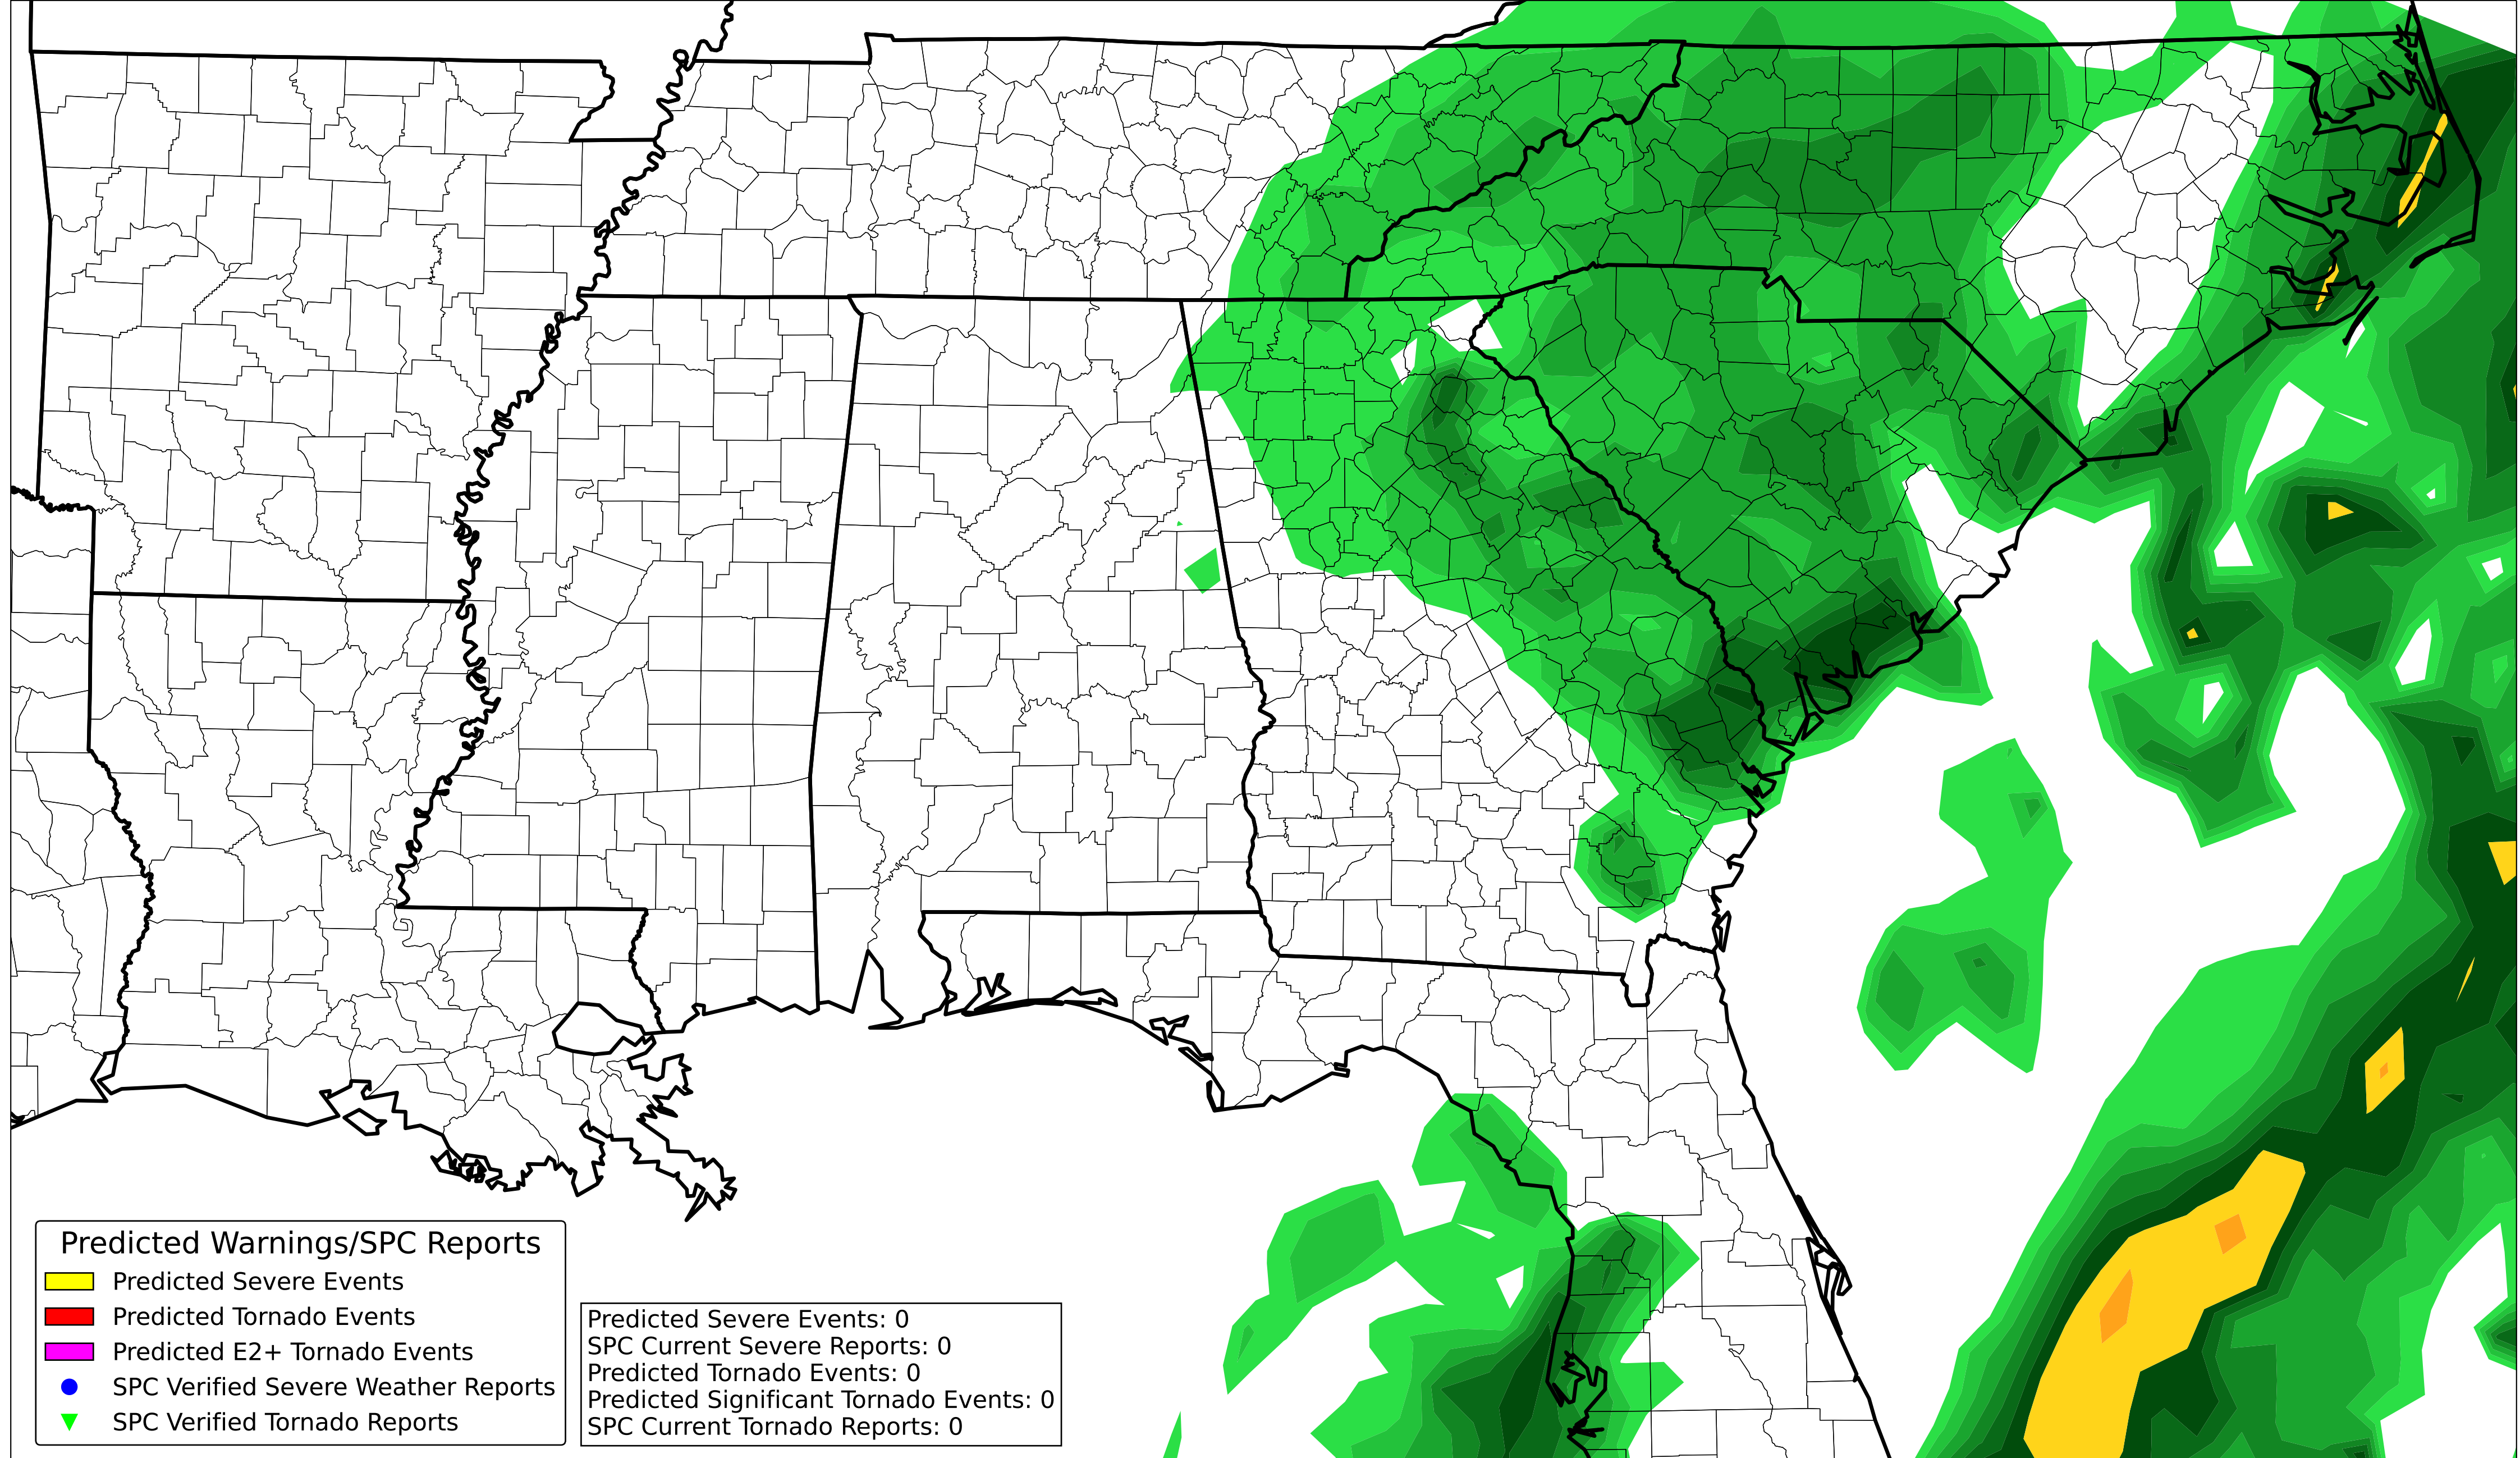 Predicted Warnings/SPC Reports
Predicted Severe Events
Predicted Tornado Events
Predicted E2+ Tornado Events
SPC Verified Severe Weather Reports
SPC Verified Tornado Reports
Predicted Severe Events: 0
SPC Current Severe Reports: 0
Predicted Tornado Events: 0
Predicted Significant Tornado Events: 0
SPC Current Tornado Reports: 0